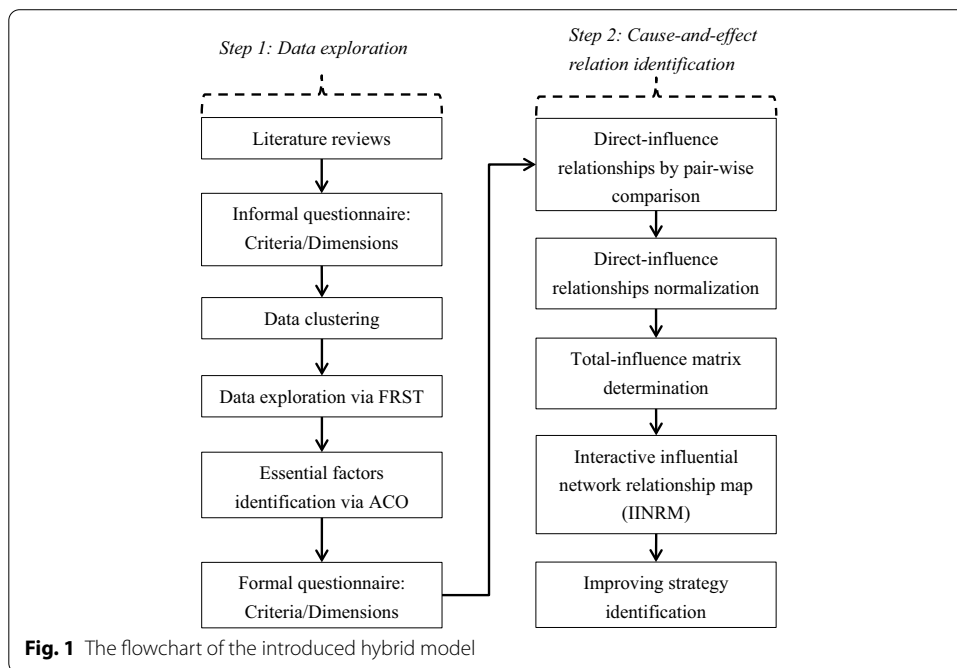 Step 1: Data exploration
Literature reviews
Informal questionnaire:
Criteria/Dimensions
Data clustering
Data exploration via FRST
Essential factors
identification via ACO
Formal questionnaire:
Criteria/Dimensions
Step 2: Cause-and-effect
relation identification
Direct-influence
relationships by pair-wise
comparison
Direct-influence
relationships normalization
Total-influence matrix
determination
Interactive influential
network relationship map
(IINRM)
Improving strategy
identification
Fig. 1 The flowchart of the introduced hybrid model